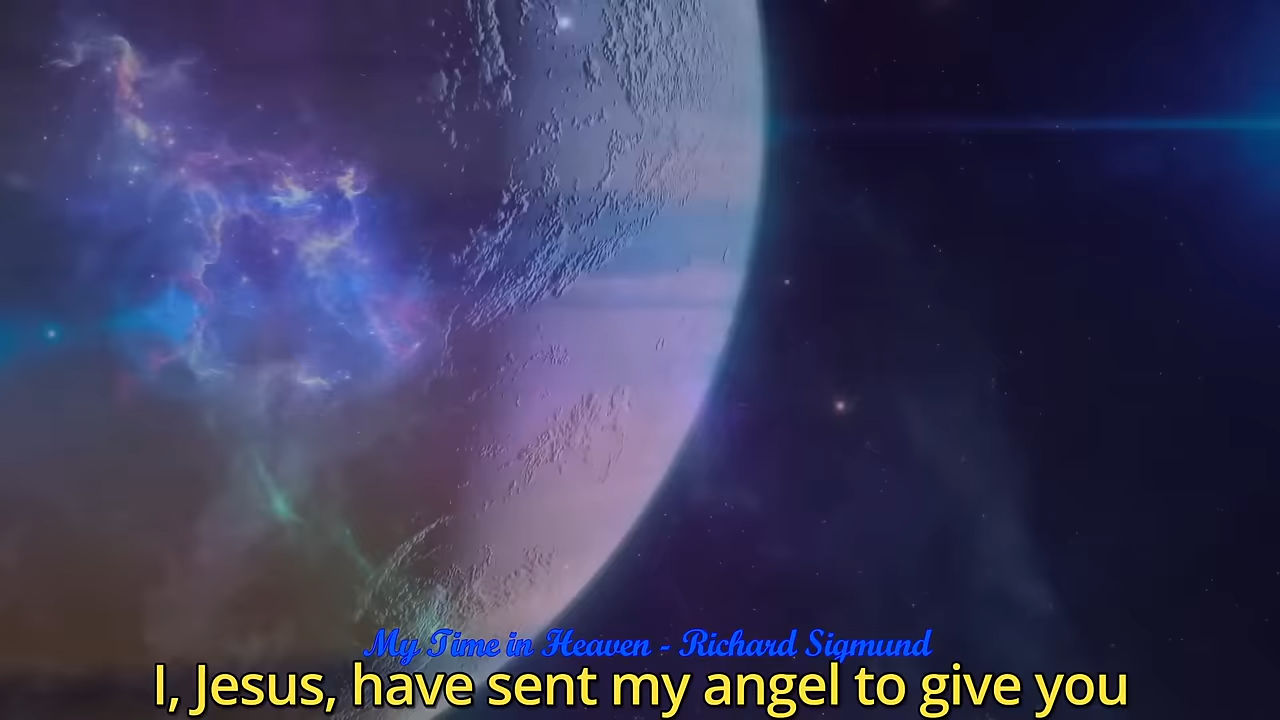 My Time in Heaven - Richard Sigmund
I, Jesus, have sent my angel to give you